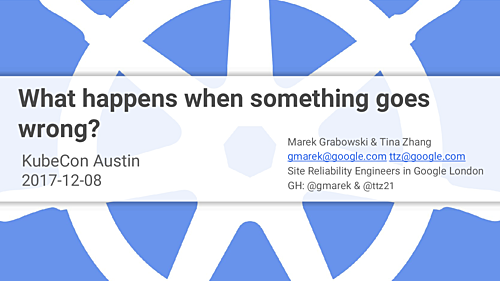 What happens when something goes
wrong?
KubeCon Austin
2017-12-08
Marek Grabowski & Tina Zhang
gmarek@google.com ttz@google.com
Site Reliability Engineers in Google London
GH: @gmarek & @ttz21